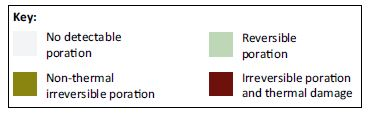 Key:
No detectable
poration
Reversible
poration
Non-thermal
irreversible poration
Irreversible poration
and thermal damage